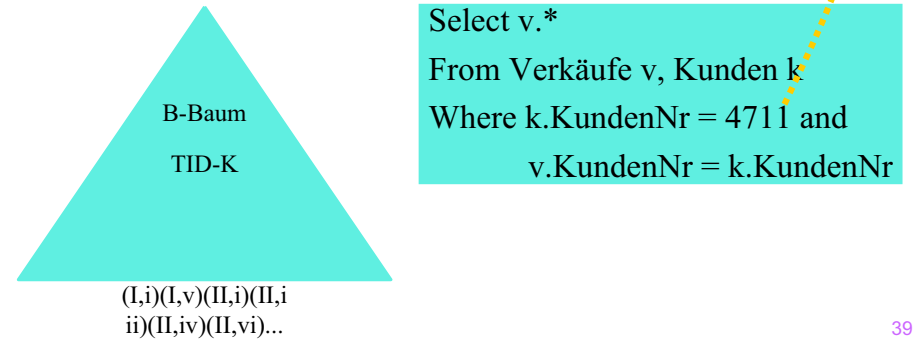 B-Baum
TID-K
(I,i)(I,v)(II,i)(II,i
ii)(II,iv)(II,vi)...
Select v.*
From Verkäufe v, Kunden k
Where k.KundenNr = 4711 and
v.KundenNr = k.KundenNr
39